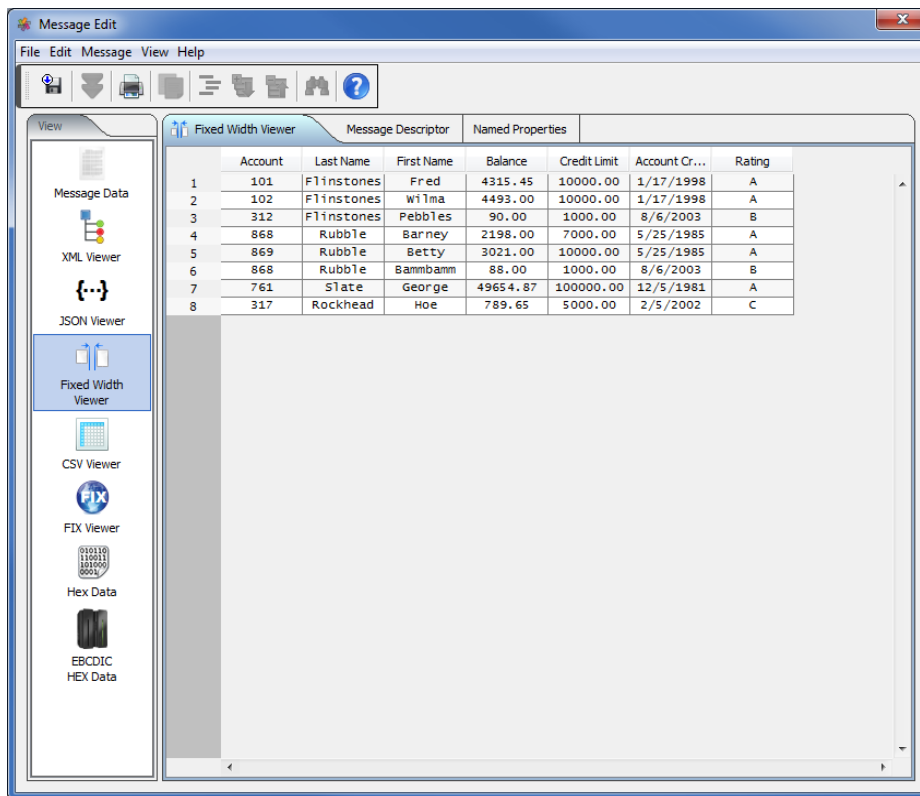 Message Edit
File Edit Message View Help
View
Message Data
XML Viewer
{···}
JSON Viewer
Fixed Width
Viewer
CSV Viewer
FIX
FIX Viewer
010110
110011
101000
0001
Hex Data
EBCDIC
HEX Data
Fixed Width Viewer Message Descriptor Named Properties
Account Last Name First Name Balance Credit Limit Account Cr... Rating
1 101 Flinstones Fred 4315.45 10000.00 1/17/1998 A
2 102 Flinstones Wilma 4493.00 10000.00 1/17/1998 A
3 312 Flinstones Pebbles 90.00 1000.00 8/6/2003 B
4 868 Rubble Barney 2198.00 7000.00 5/25/1985 A
5 869 Rubble Betty 3021.00 10000.00 5/25/1985 A
6 868 Rubble Bammbamm 88.00 1000.00 8/6/2003 B
7 761 Slate George 49654.87 100000.00 12/5/1981 A
8 317 Rockhead Hoe 789.65 5000.00 2/5/2002 C